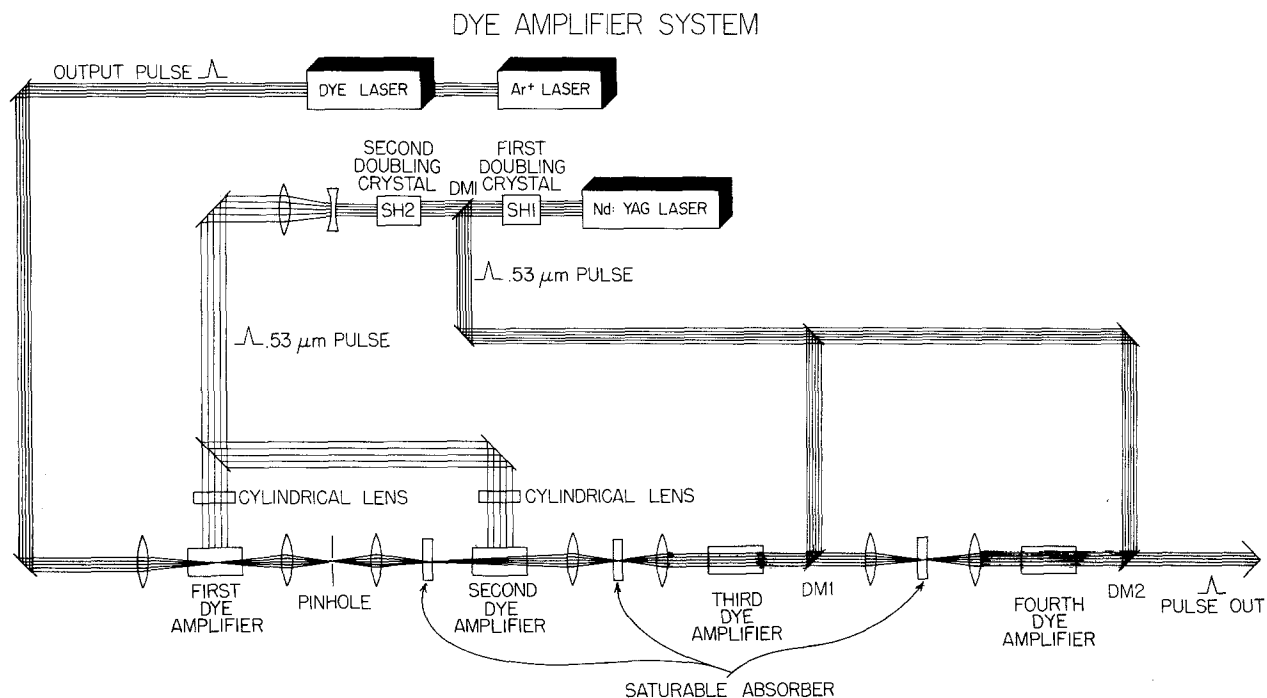 DYE AMPLIFIER SYSTEM
OUTPUT PULSE
DYE LASER
Ar+ LASER
SECOND
DOUBLING
CRYSTAL
DM1
FIRST
DOUBLING
CRYSTAL
SH2
SH1
Nd: YAG LASER
.53 μm PULSE
.53 μm PULSE
CYLINDRICAL LENS
CYLINDRICAL LENS
FIRST
DYE
AMPLIFIER
PINHOLE
SECOND
DYE
AMPLIFIER
THIRD
DYE
AMPLIFIER
DM1
FOURTH
DYE
AMPLIFIER
DM2
PULSE OUT
SATURABLE ABSORBER